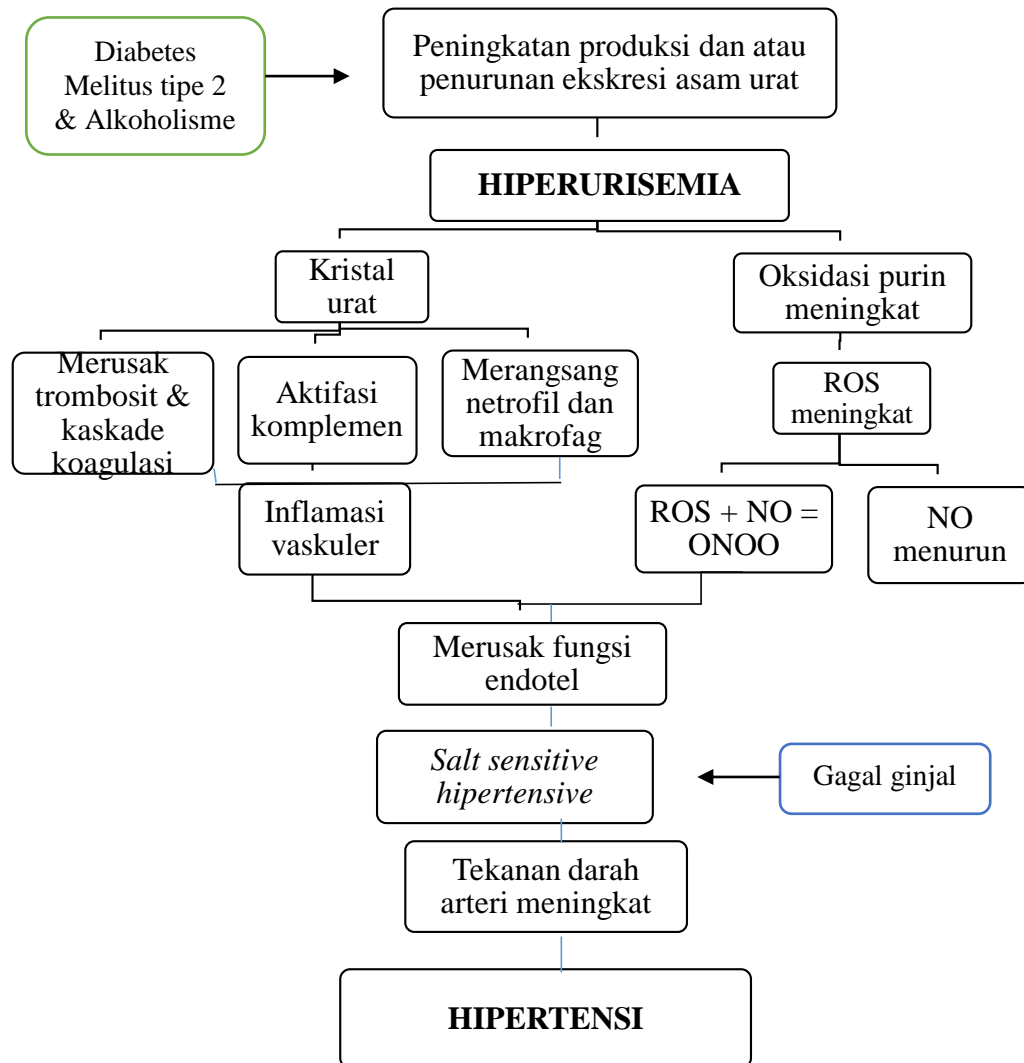 Diabetes
Melitus tipe 2
& Alkoholisme
Peningkatan produksi dan atau
penurunan ekskresi asam urat
HIPERURISEMIA
Kristal
urat
Oksidasi purin
meningkat
Merusak
trombosit &
kaskade
koagulasi
Aktifasi
komplemen
Merangsang
netrofil dan
makrofag
ROS
meningkat
Inflamasi
vaskuler
ROS + NO =
ONOO
NO
menurun
Merusak fungsi
endotel
Salt sensitive
hipertensive
Gagal ginjal
Tekanan darah
arteri meningkat
HIPERTENSI